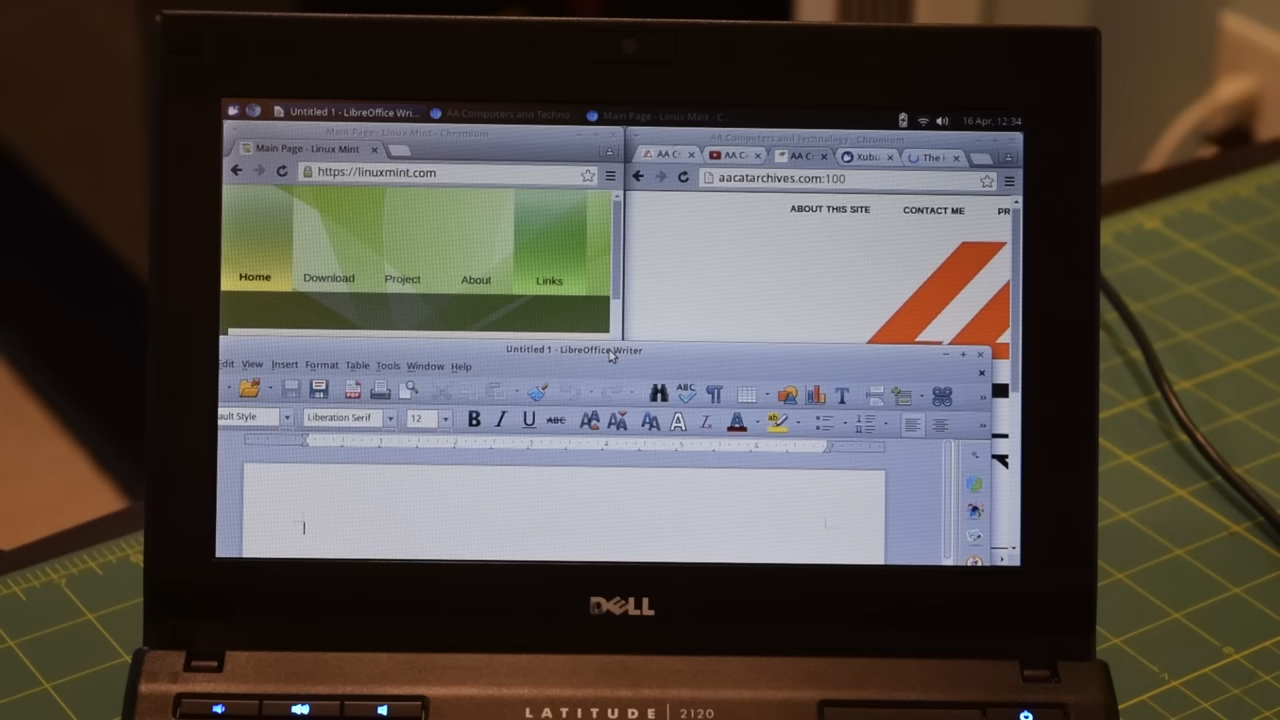 Untitled 1 - LibreOffice Wri... AA Computers and Techno... Main Page - Linux Mint - C... 16 Apr, 12:34
Main Page - Linux Mint - Chromium
Main Page - Linux Mint
https://linuxmint.com
Home Download Project About Links
AA Computers and Technology - Chromium
AA C AA C AA C Xubu The
aacatarchives.com:100
ABOUT THIS SITE CONTACT ME PR
Untitled 1 - LibreOffice Writer
dit View Insert Format Table Tools Window Help
ABC
ault Style Liberation Serif 12 B I U ABC
DELL
LATITUDE | 2120